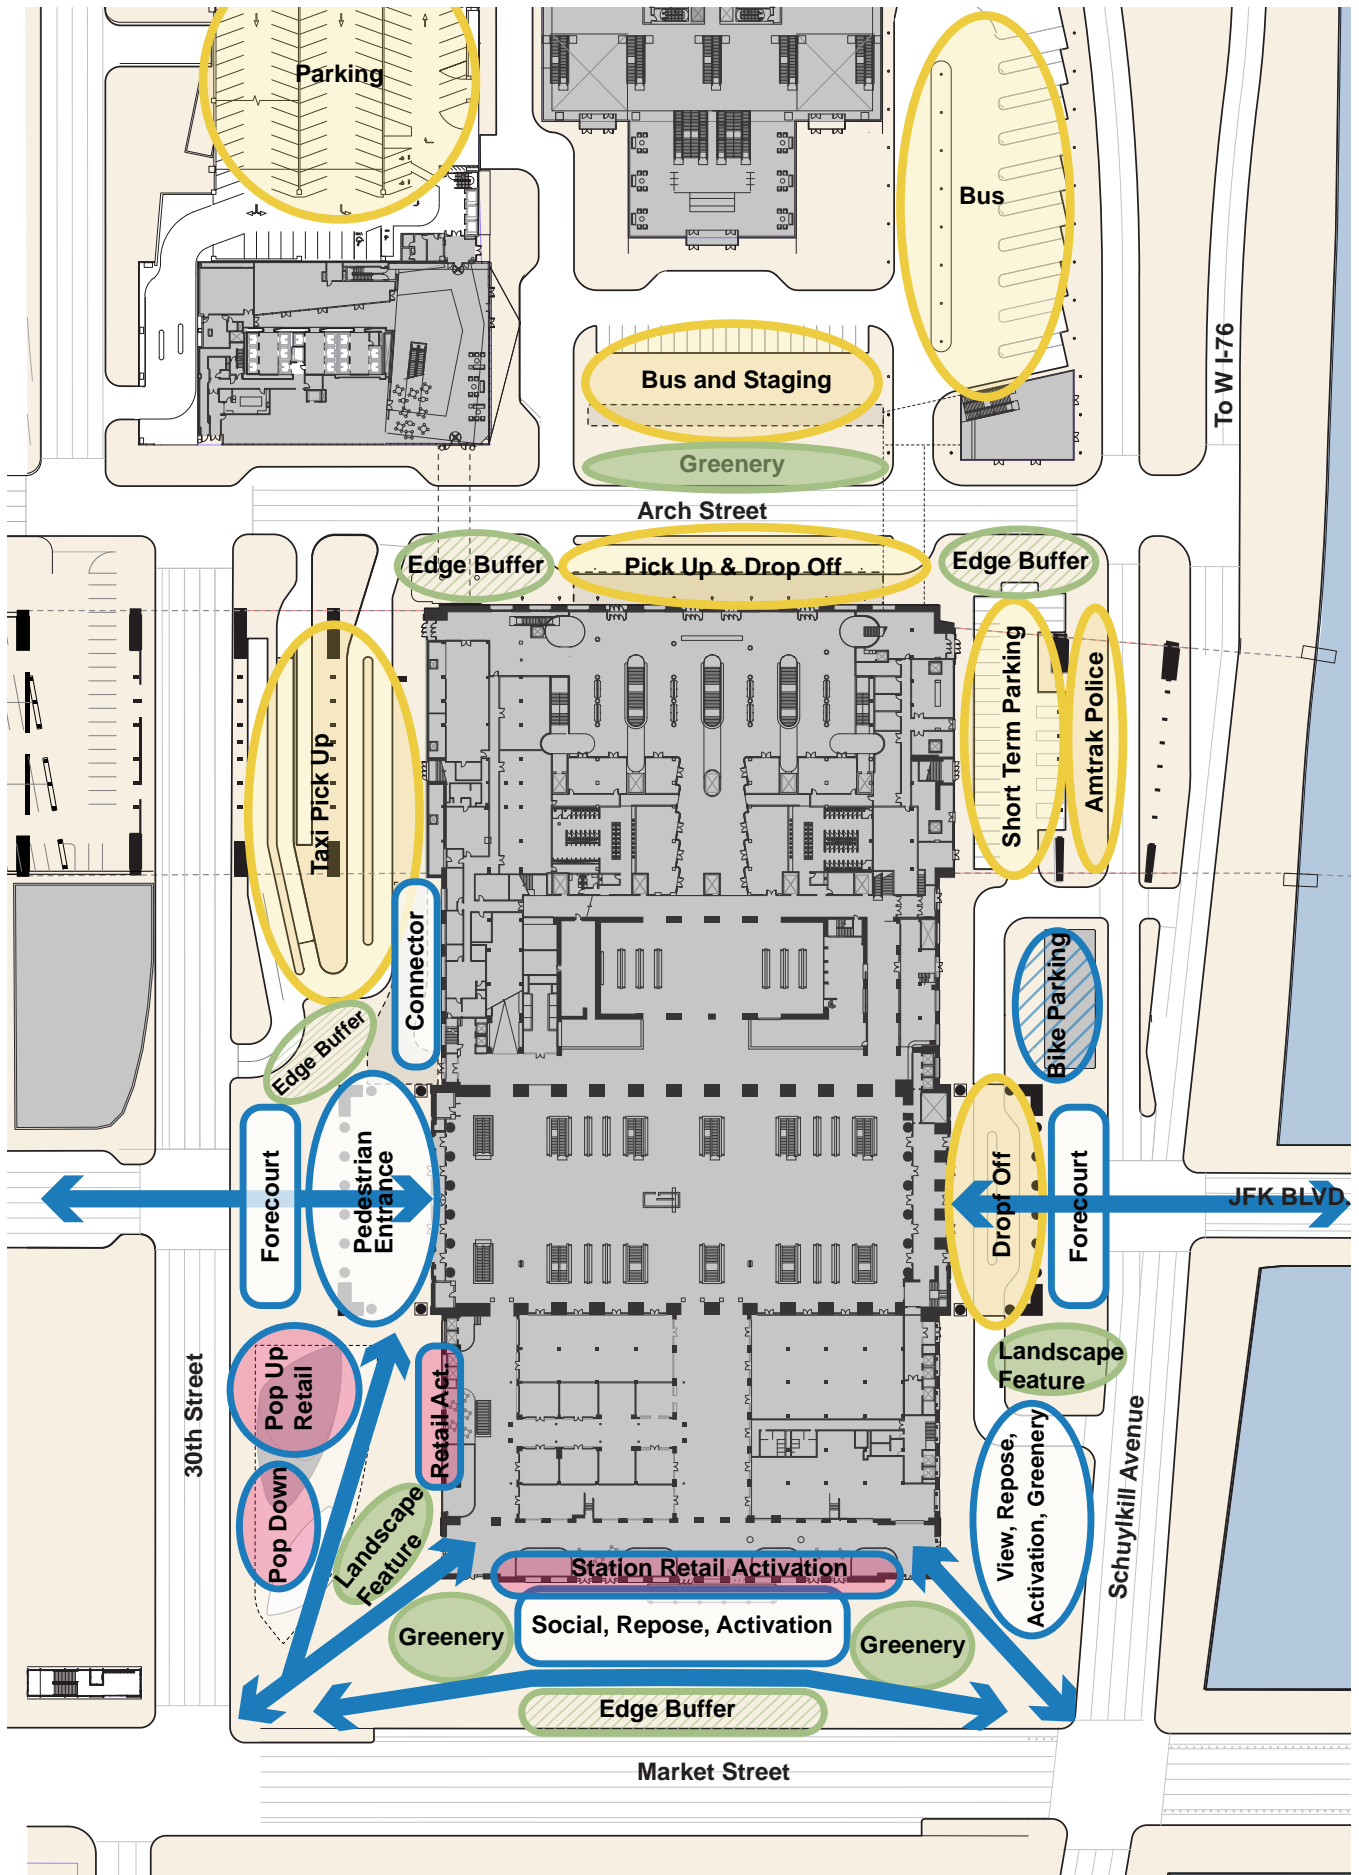 Parking
Bus
To W I-76
Bus and Staging
Greenery
Arch Street
Edge Buffer
Pick Up & Drop Off
Edge Buffer
Taxi Pick Up
Short Term Parking
Amtrak Police
Connector
Bike Parking
Edge Buffer
Forecourt
Pedestrian
Entrance
Dropf Off
Forecourt
JFK BLVD.
30th Street
Pop Up
Retail
Retail Act.
Landscape
Feature
Pop Down
Landscape
Feature
View, Repose,
Activation, Greenery
Schuylkill Avenue
Station Retail Activation
Greenery
Social, Repose, Activation
Greenery
Edge Buffer
Market Street